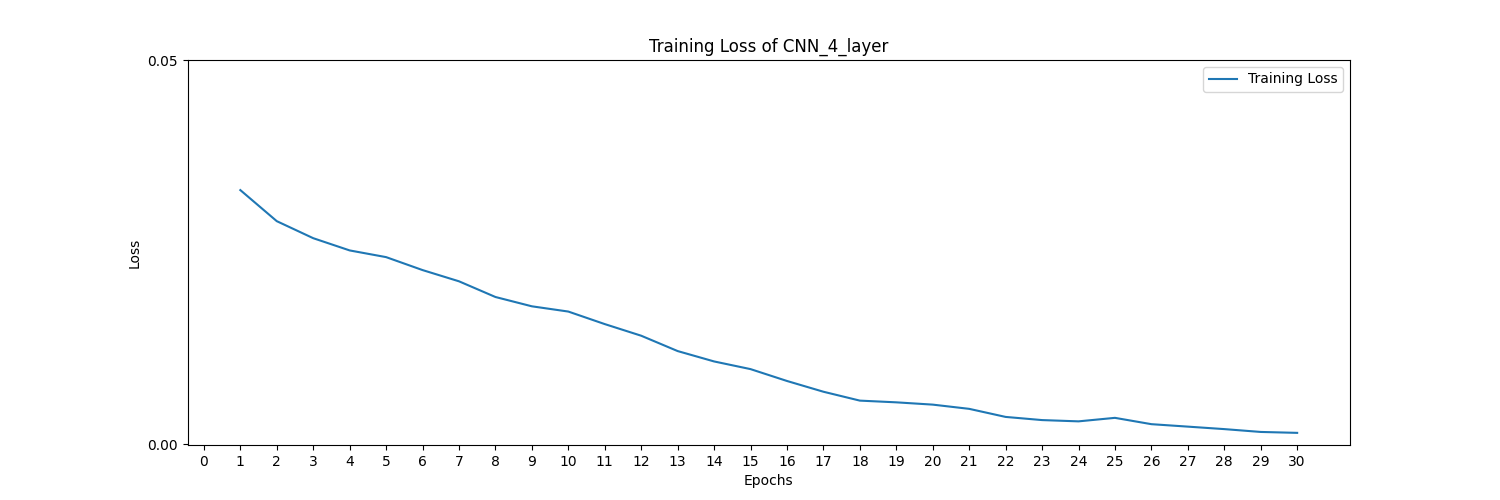 Training Loss of CNN_4_layer
0.05
Training Loss
Loss
0.00
0 1 2 3 4 5 6 7 8 9 10 11 12 13 14 15 16 17 18 19 20 21 22 23 24 25 26 27 28 29 30
Epochs